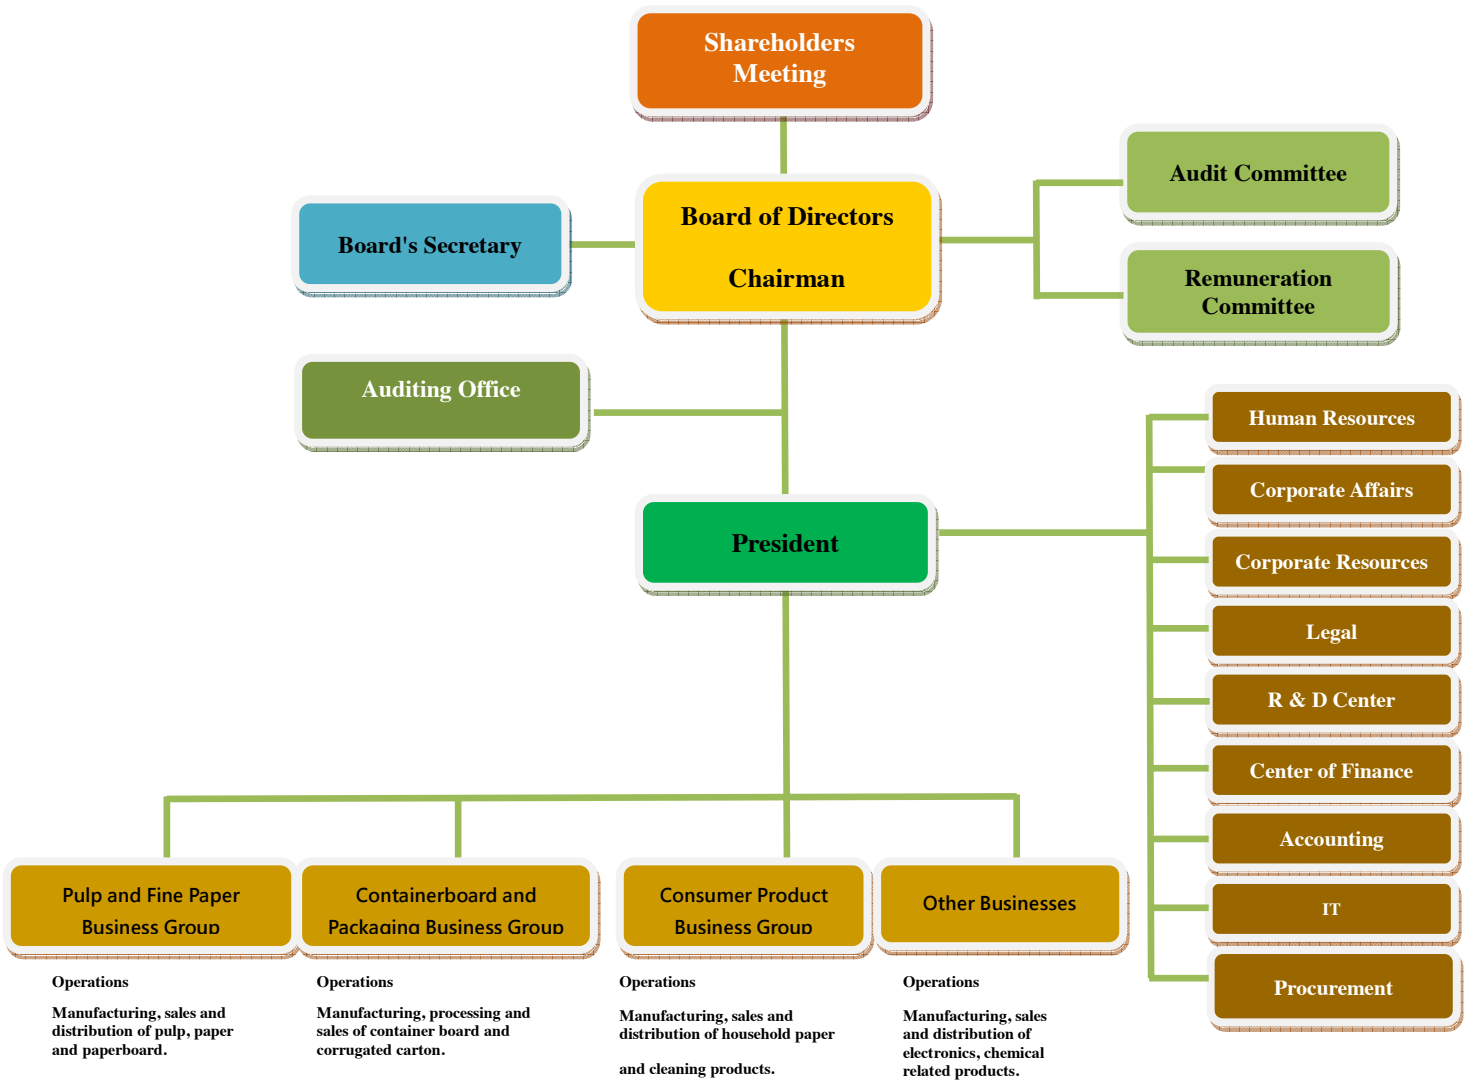 Shareholders
Meeting
Audit Committee
Board of Directors
Board's Secretary
Chairman
Remuneration
Committee
Auditing Office
Human Resources
Corporate Affairs
President
Corporate Resources
Legal
R & D Center
Center of Finance
Accounting
IT
Procurement
Pulp and Fine Paper
Business Group
Containerboard and
Packaging Business Group
Consumer Product
Business Group
Other Businesses
Operations
Manufacturing, sales and
distribution of pulp, paper
and paperboard.
Operations
Manufacturing, processing and
sales of container board and
corrugated carton.
Operations
Manufacturing, sales and
distribution of household paper
and cleaning products.
Operations
Manufacturing, sales
and distribution of
electronics, chemical
related products.